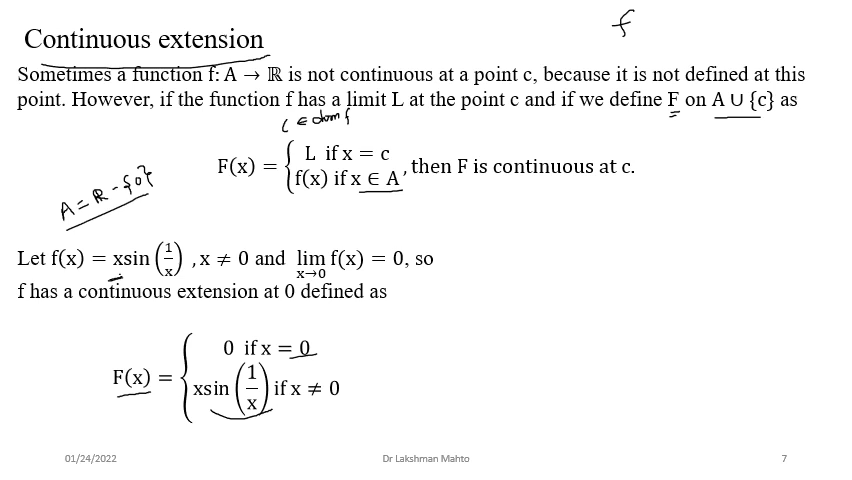 f
Continuous extension
Sometimes a function f: A → ℝ is not continuous at a point c, because it is not defined at this
point. However, if the function f has a limit L at the point c and if we define F on A ∪ {c} as
c ∈ dom f
F(x) = { L if x = c
f(x) if x ∈ A , then F is continuous at c.
A = ℝ - {0}
Let f(x) = xsin(1/x) , x ≠ 0 and lim x→0 f(x) = 0, so
f has a continuous extension at 0 defined as
F(x) = { 0 if x = 0
xsin(1/x) if x ≠ 0
01/24/2022 Dr Lakshman Mahto 7